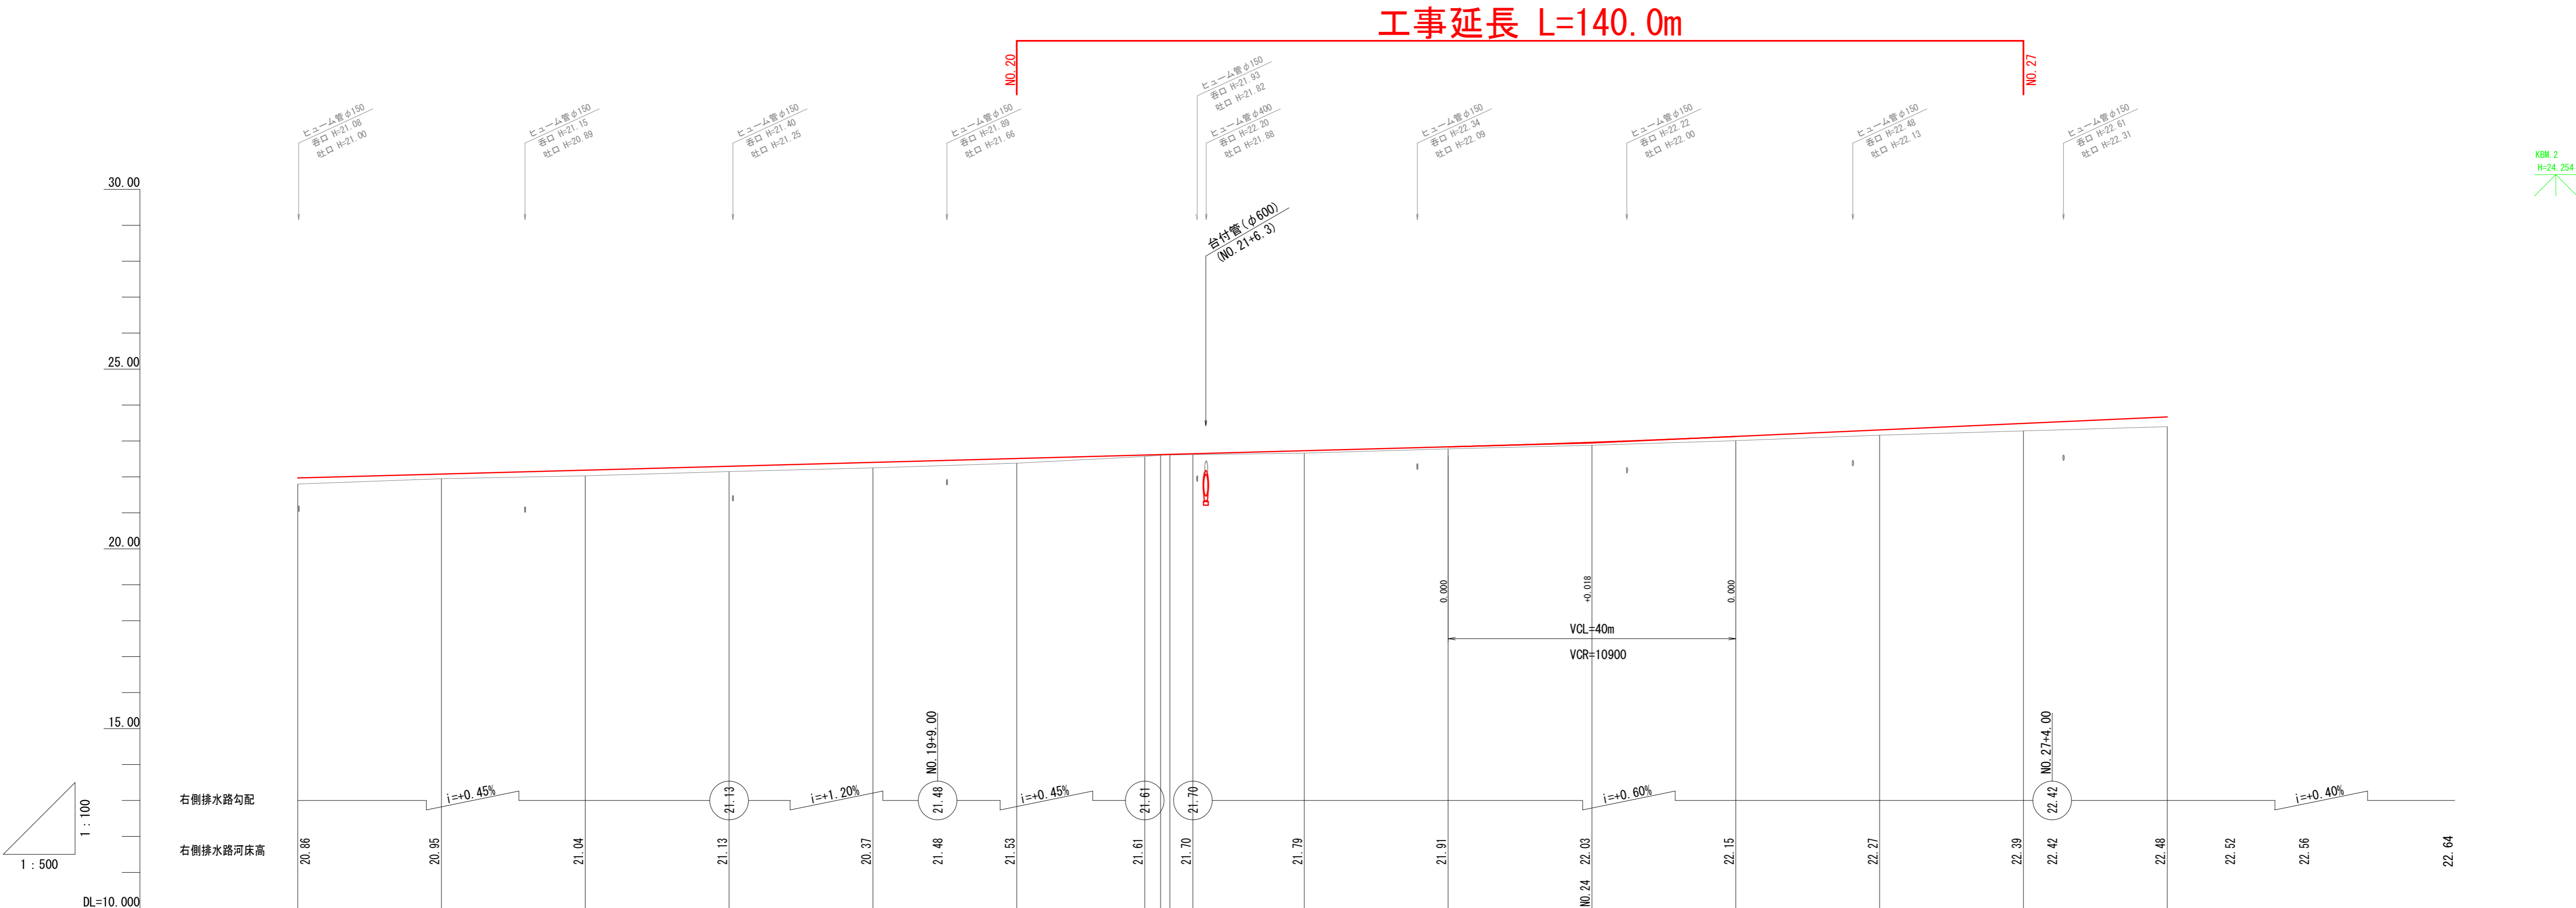 工事延長 L=140.0m
NO.20
NO.27
ヒューム管φ150
呑口 H=21.08
吐口 H=21.00
ヒューム管φ150
呑口 H=21.15
吐口 H=20.89
ヒューム管φ150
呑口 H=21.40
吐口 H=21.25
ヒューム管φ150
呑口 H=21.89
吐口 H=21.66
ヒューム管φ150
呑口 H=21.93
吐口 H=21.82
ヒューム管φ400
呑口 H=22.20
吐口 H=21.88
ヒューム管φ150
呑口 H=22.34
吐口 H=22.09
ヒューム管φ150
呑口 H=22.22
吐口 H=22.00
ヒューム管φ150
呑口 H=22.48
吐口 H=22.13
ヒューム管φ150
呑口 H=22.61
吐口 H=22.31
KBM.2
H=24.254
台付管(φ600)
(NO.21+6.3)
30.00
25.00
20.00
15.00
DL=10.000
0.000
+0.018
0.000
VCL=40m
VCR=10900
NO.19+9.00
NO.27+4.00
右側排水路勾配
i=+0.45%
21.13
i=+1.20%
21.48
i=+0.45%
21.61
21.70
i=+0.60%
22.42
i=+0.40%
右側排水路河床高
20.86
20.95
21.04
21.13
20.37
21.48
21.53
21.61
21.70
21.79
21.91
22.03
22.15
22.27
22.39
22.42
22.48
22.52
22.56
22.64
NO.24
1:100
1:500